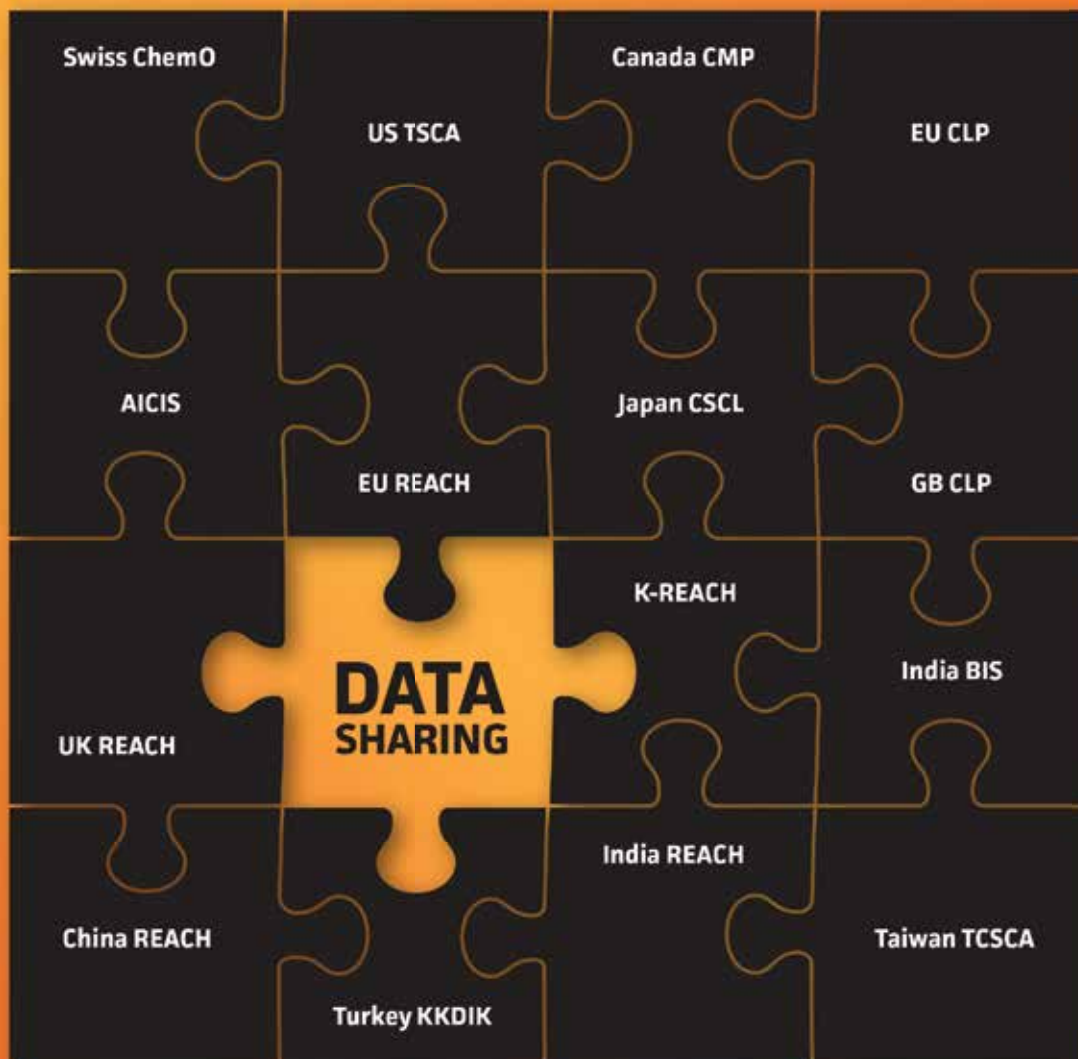 Swiss ChemO
Canada CMP
US TSCA
EU CLP
AICIS
Japan CSCL
EU REACH
GB CLP
K-REACH
India BIS
DATA
SHARING
UK REACH
India REACH
China REACH
Taiwan TCSCA
Turkey KKDIK